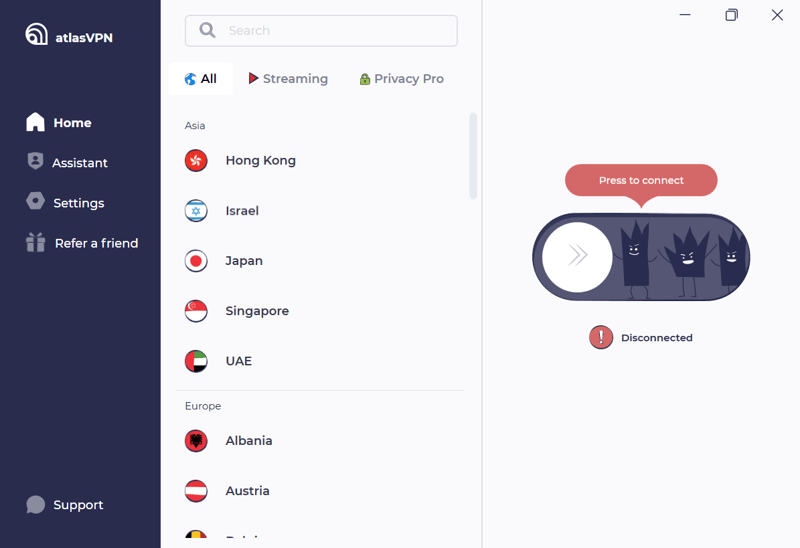 atlasVPN
Home
Assistant
Settings
Refer a friend
Support
Search
All
Streaming
Privacy Pro
Asia
Hong Kong
Israel
Japan
Singapore
UAE
Europe
Albania
Austria
Press to connect
Disconnected